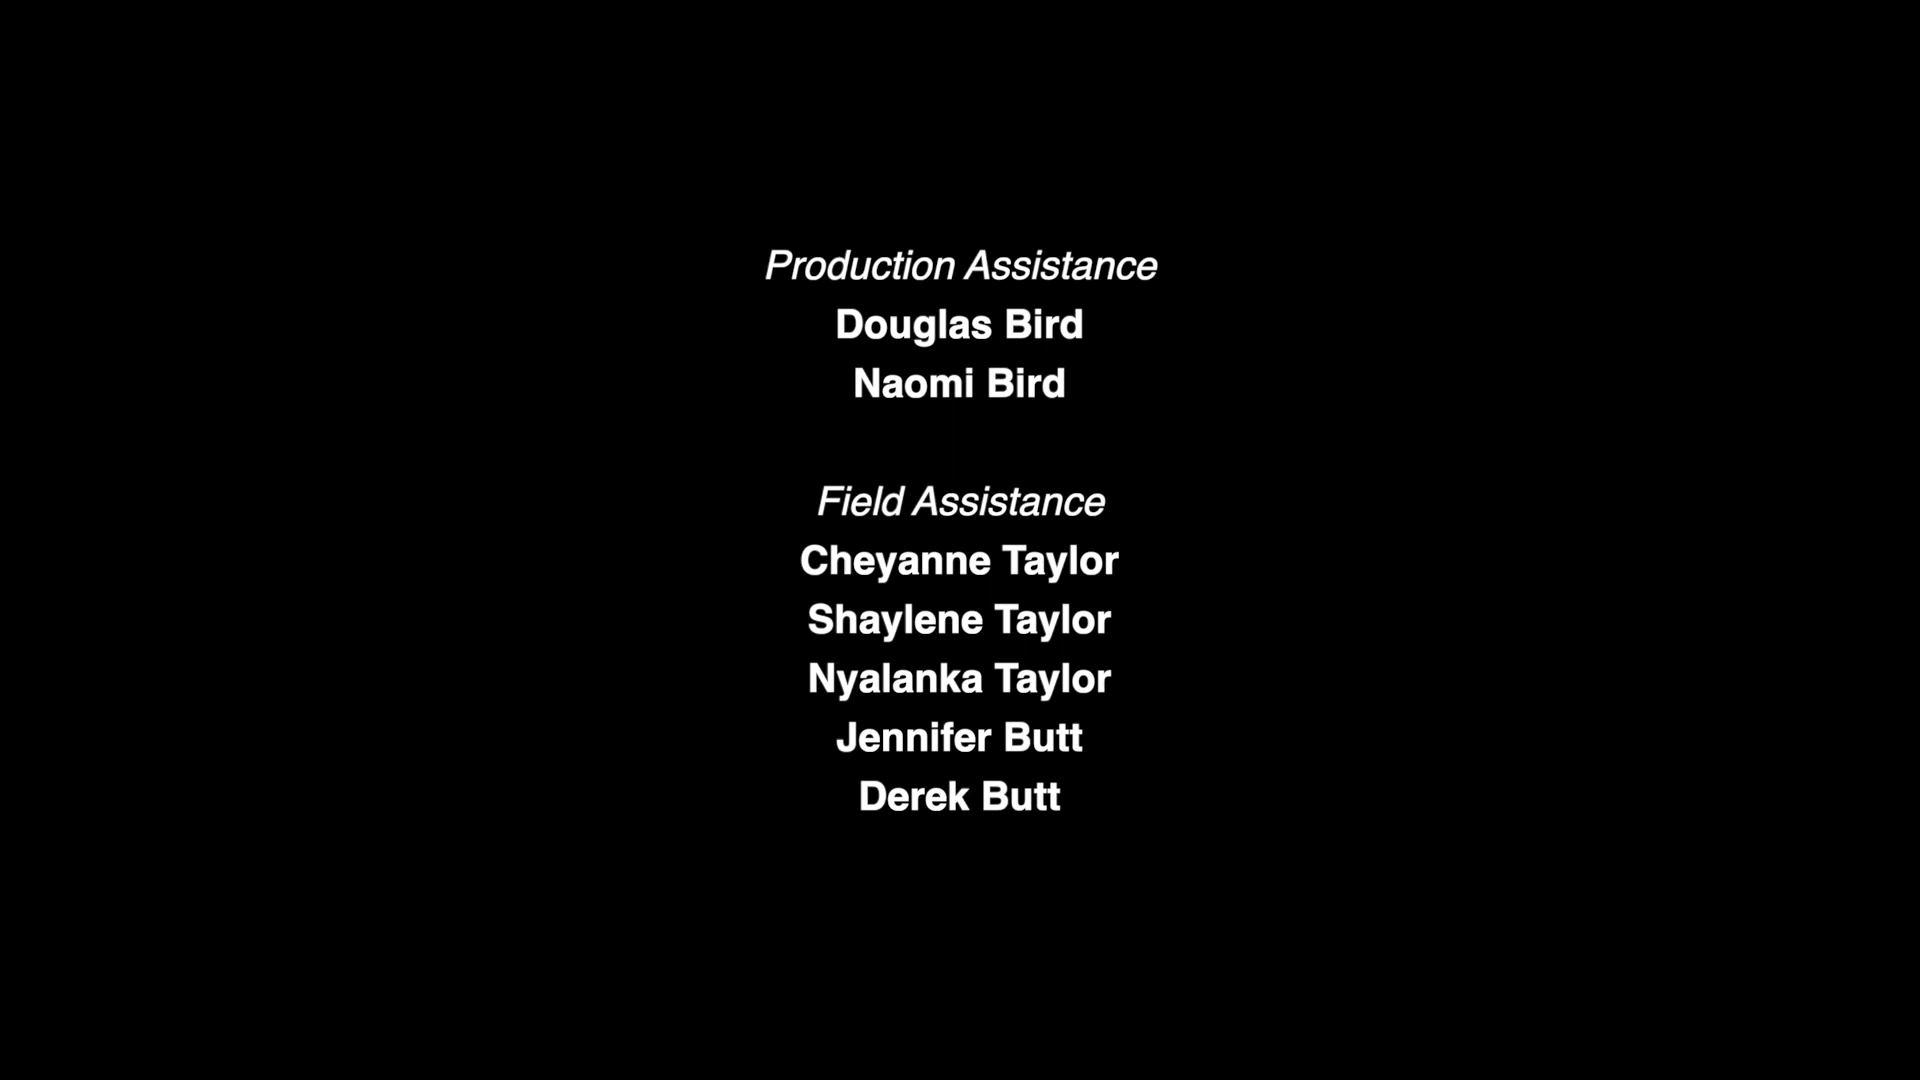 Production Assistance
Douglas Bird
Naomi Bird
Field Assistance
Cheyanne Taylor
Shaylene Taylor
Nyalanka Taylor
Jennifer Butt
Derek Butt